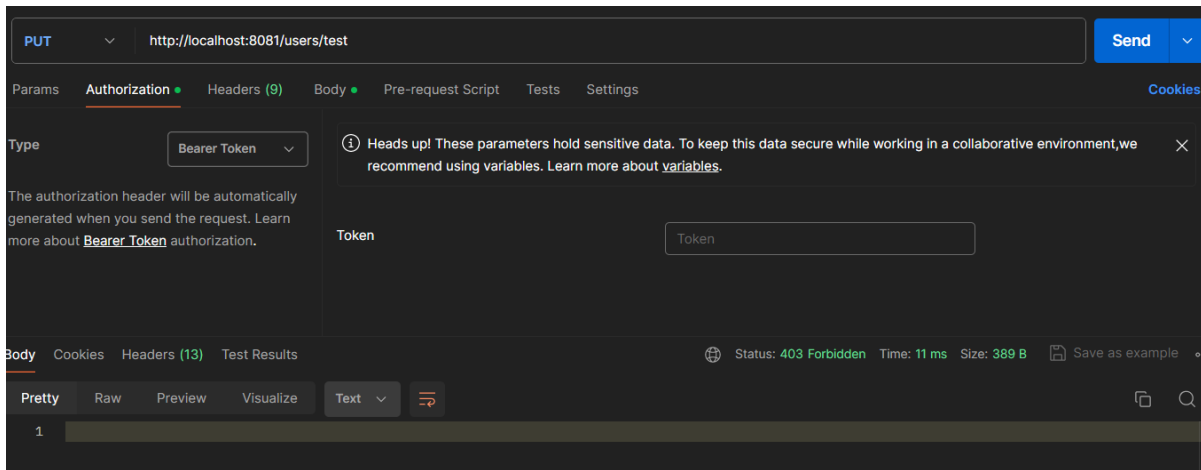 PUT http://localhost:8081/users/test Send
Params Authorization Headers (9) Body Pre-request Script Tests Settings Cookies
Type Bearer Token
The authorization header will be automatically
generated when you send the request. Learn
more about Bearer Token authorization.
Heads up! These parameters hold sensitive data. To keep this data secure while working in a collaborative environment,we
recommend using variables. Learn more about variables.
Token Token
Body Cookies Headers (13) Test Results Status: 403 Forbidden Time: 11 ms Size: 389 B Save as example
Pretty Raw Preview Visualize Text
1